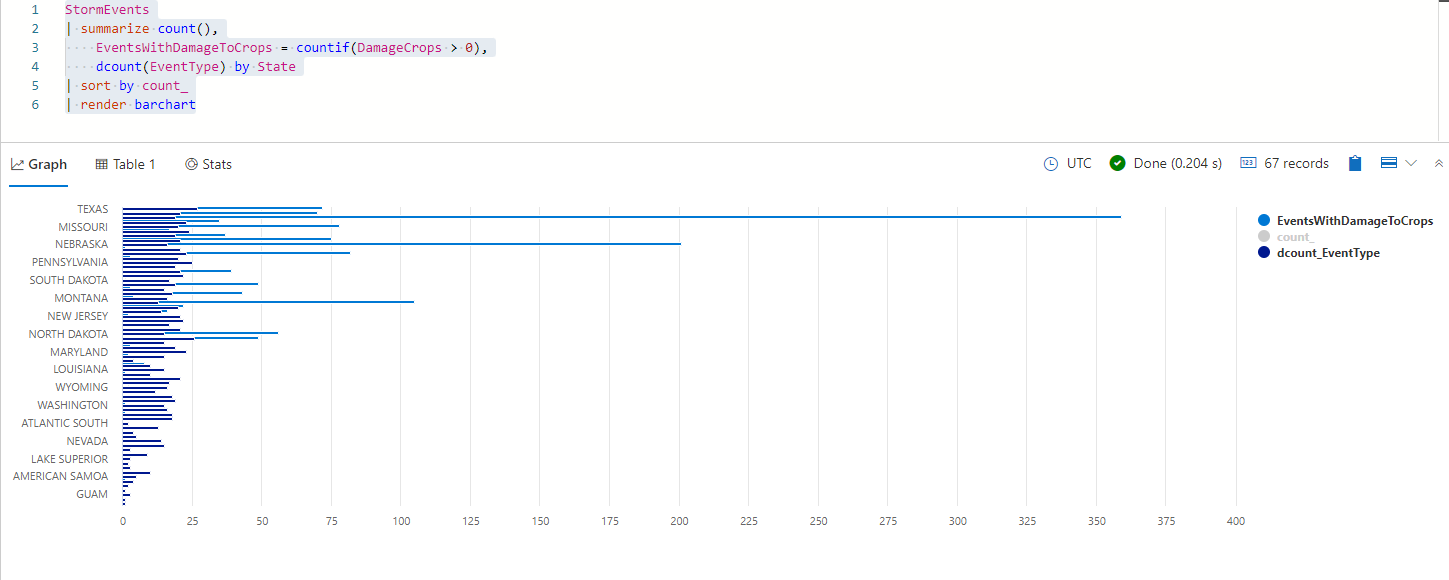 1 StormEvents
2 | summarize count(),
3 EventsWithDamageToCrops = countif(DamageCrops > 0),
4 dcount(EventType) by State
5 | sort by count_
6 | render barchart
Graph Table 1 Stats UTC Done (0.204 s) 123 67 records
TEXAS
MISSOURI
NEBRASKA
PENNSYLVANIA
SOUTH DAKOTA
MONTANA
NEW JERSEY
NORTH DAKOTA
MARYLAND
LOUISIANA
WYOMING
WASHINGTON
ATLANTIC SOUTH
NEVADA
LAKE SUPERIOR
AMERICAN SAMOA
GUAM
0 25 50 75 100 125 150 175 200 225 250 275 300 325 350 375 400
EventsWithDamageToCrops
count_
dcount_EventType